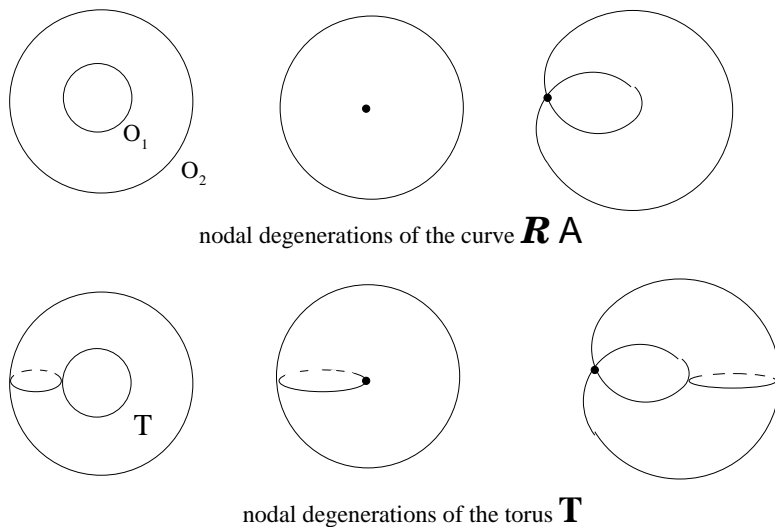 O₁
O₂
nodal degenerations of the curve R A
T
nodal degenerations of the torus T